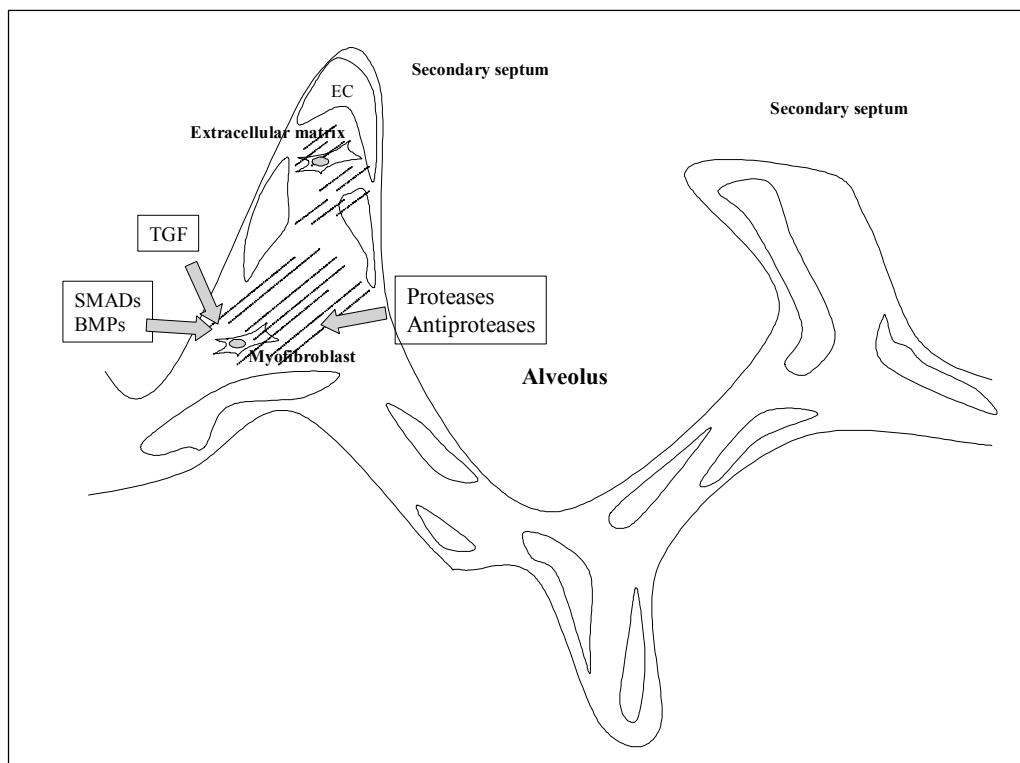 Secondary septum
EC
Secondary septum
Extracellular matrix
TGF
SMADs
BMPs
Proteases
Antiproteases
Myofibroblast
Alveolus